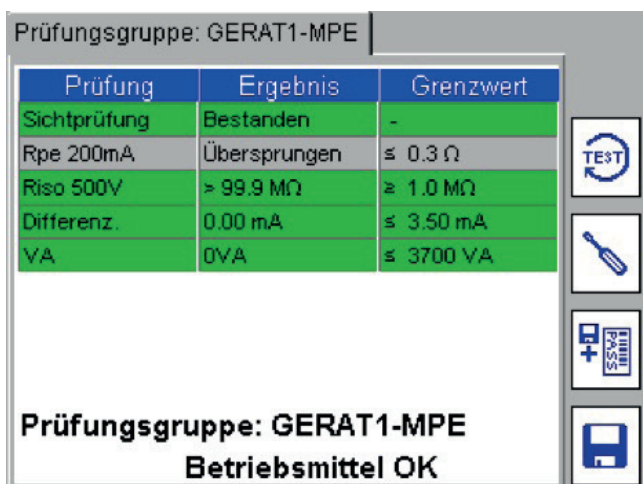 Prüfungsgruppe: GERAT1-MPE
Prüfung Ergebnis Grenzwert
Sichtprüfung Bestanden -
Rpe 200mA Übersprungen ≤ 0.3 Ω
Riso 500V > 99.9 MΩ ≥ 1.0 MΩ
Differenz. 0.00 mA ≤ 3.50 mA
VA 0VA ≤ 3700 VA
TEST
PASS
Prüfungsgruppe: GERAT1-MPE
Betriebsmittel OK